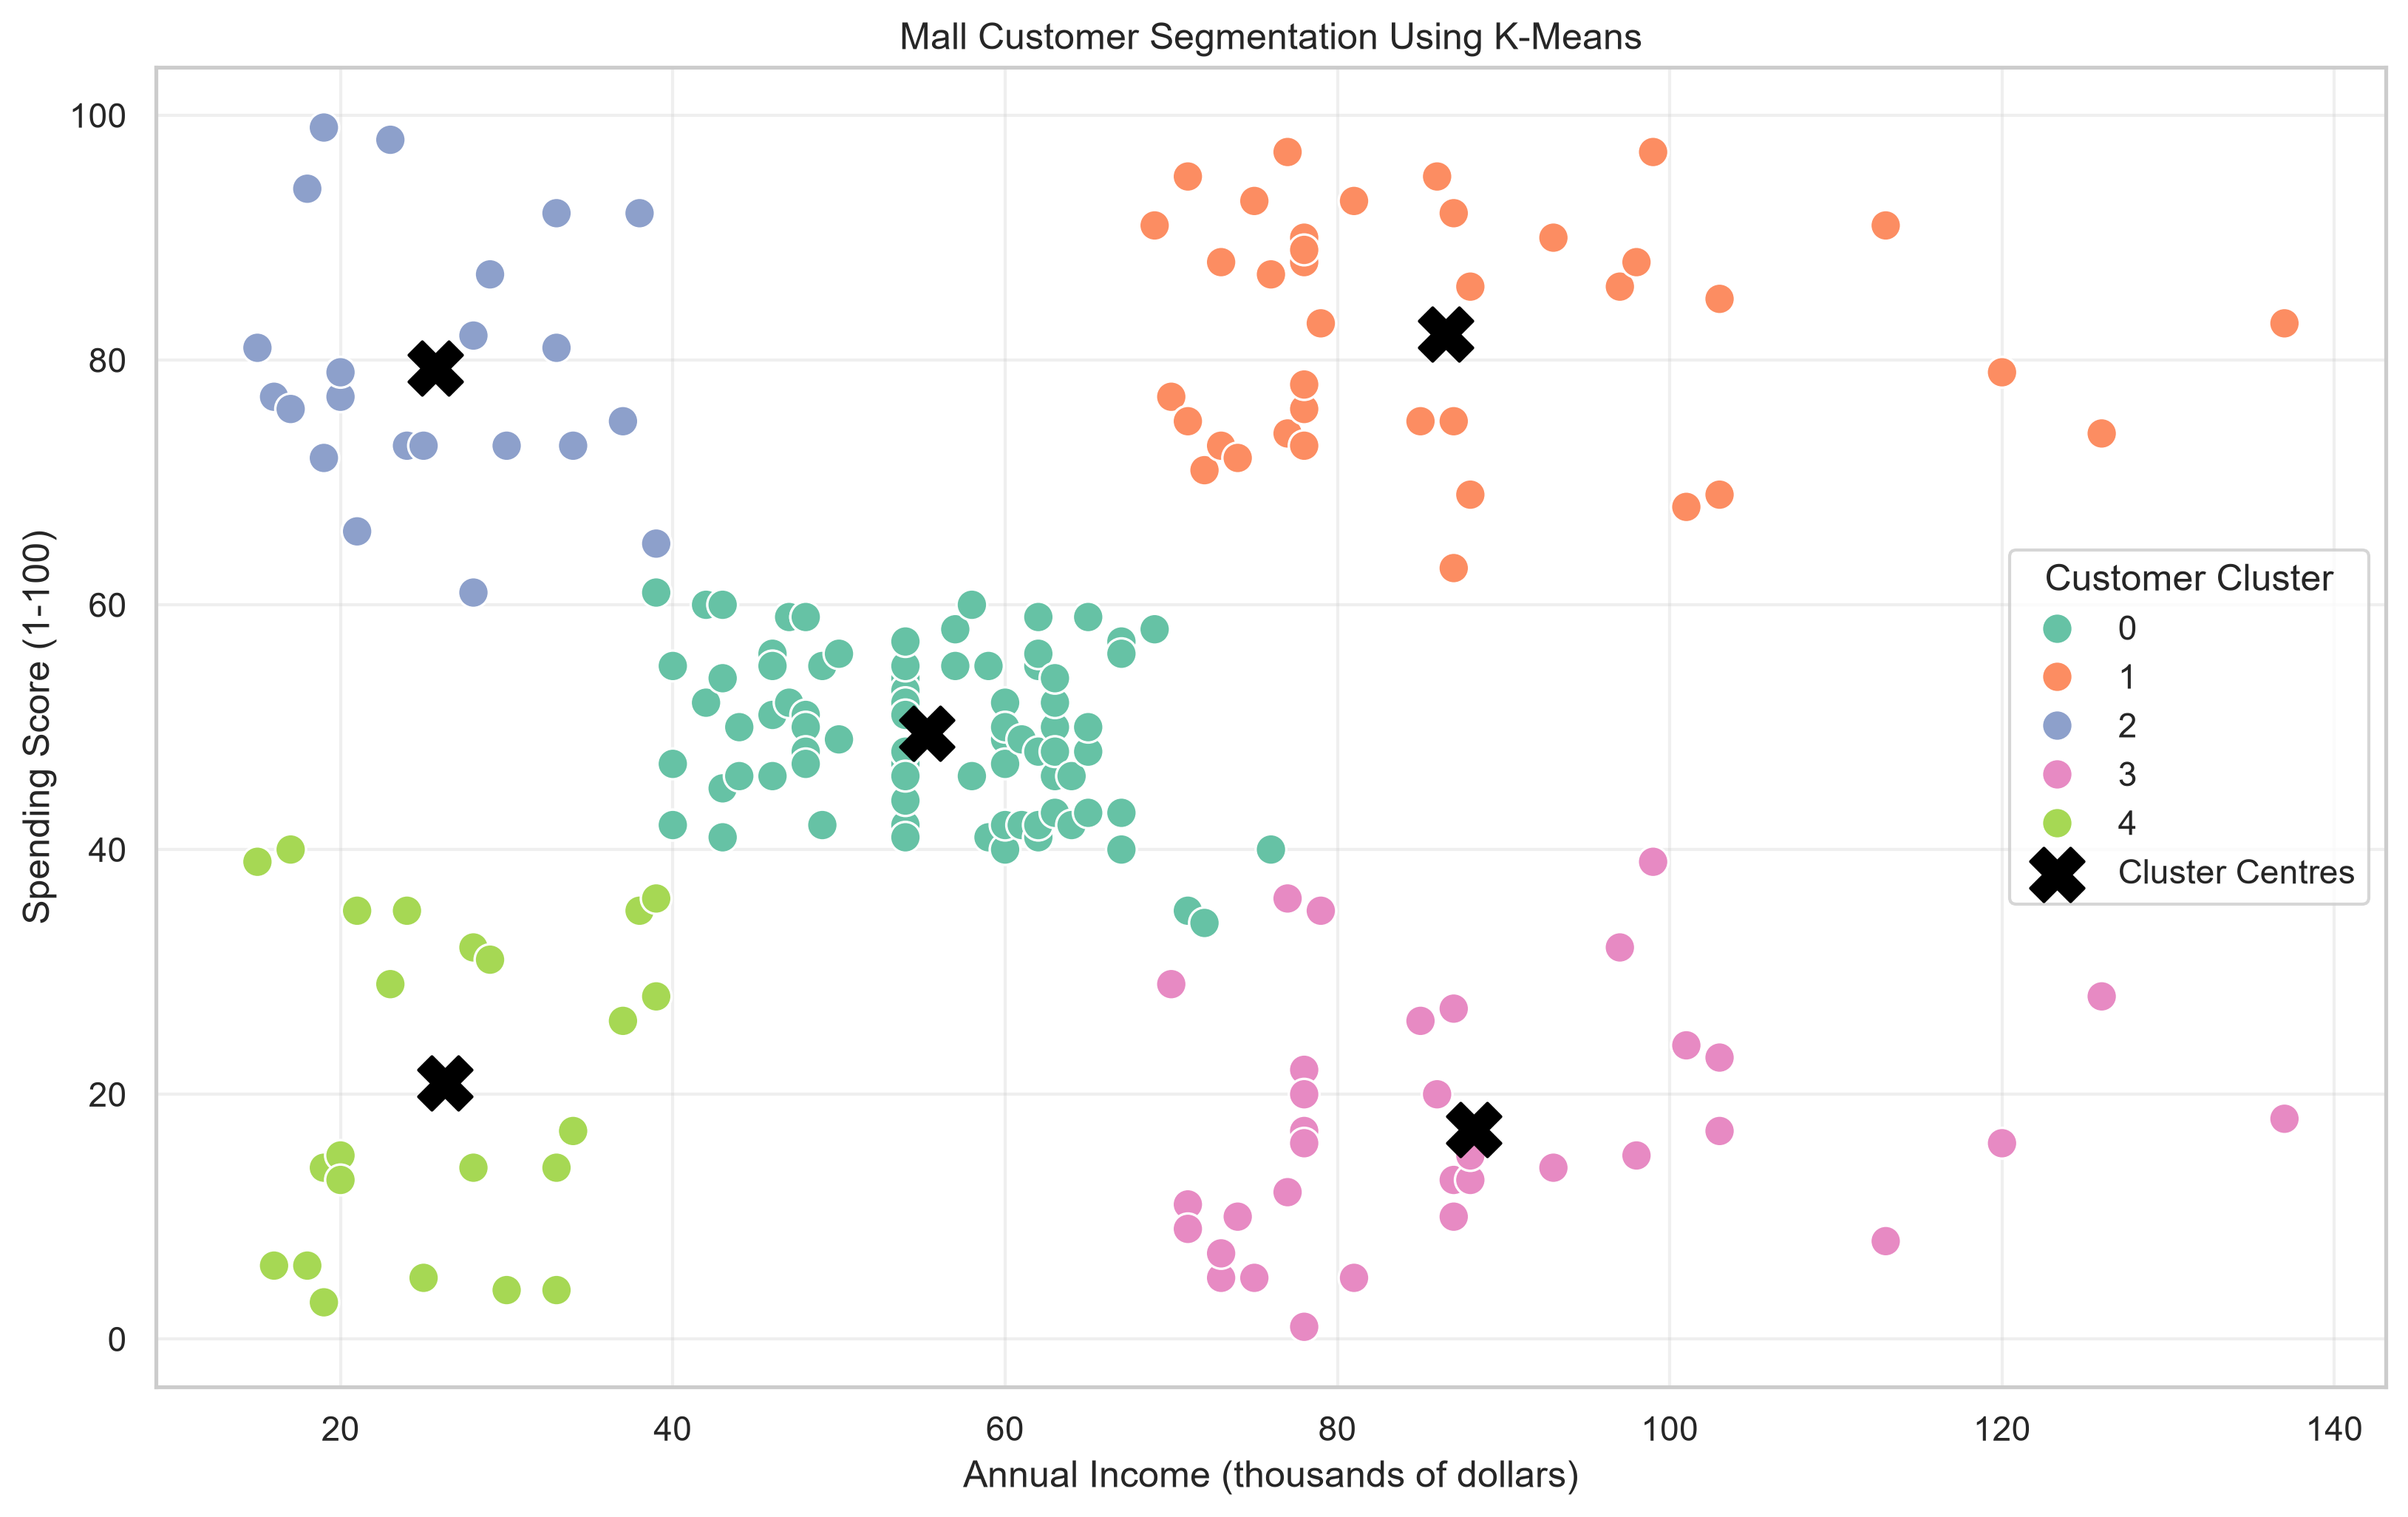 Mall Customer Segmentation Using K-Means
100
80
60
40
20
0
Spending Score (1-100)
Customer Cluster
0
1
2
3
4
Cluster Centres
20 40 60 80 100 120 140
Annual Income (thousands of dollars)